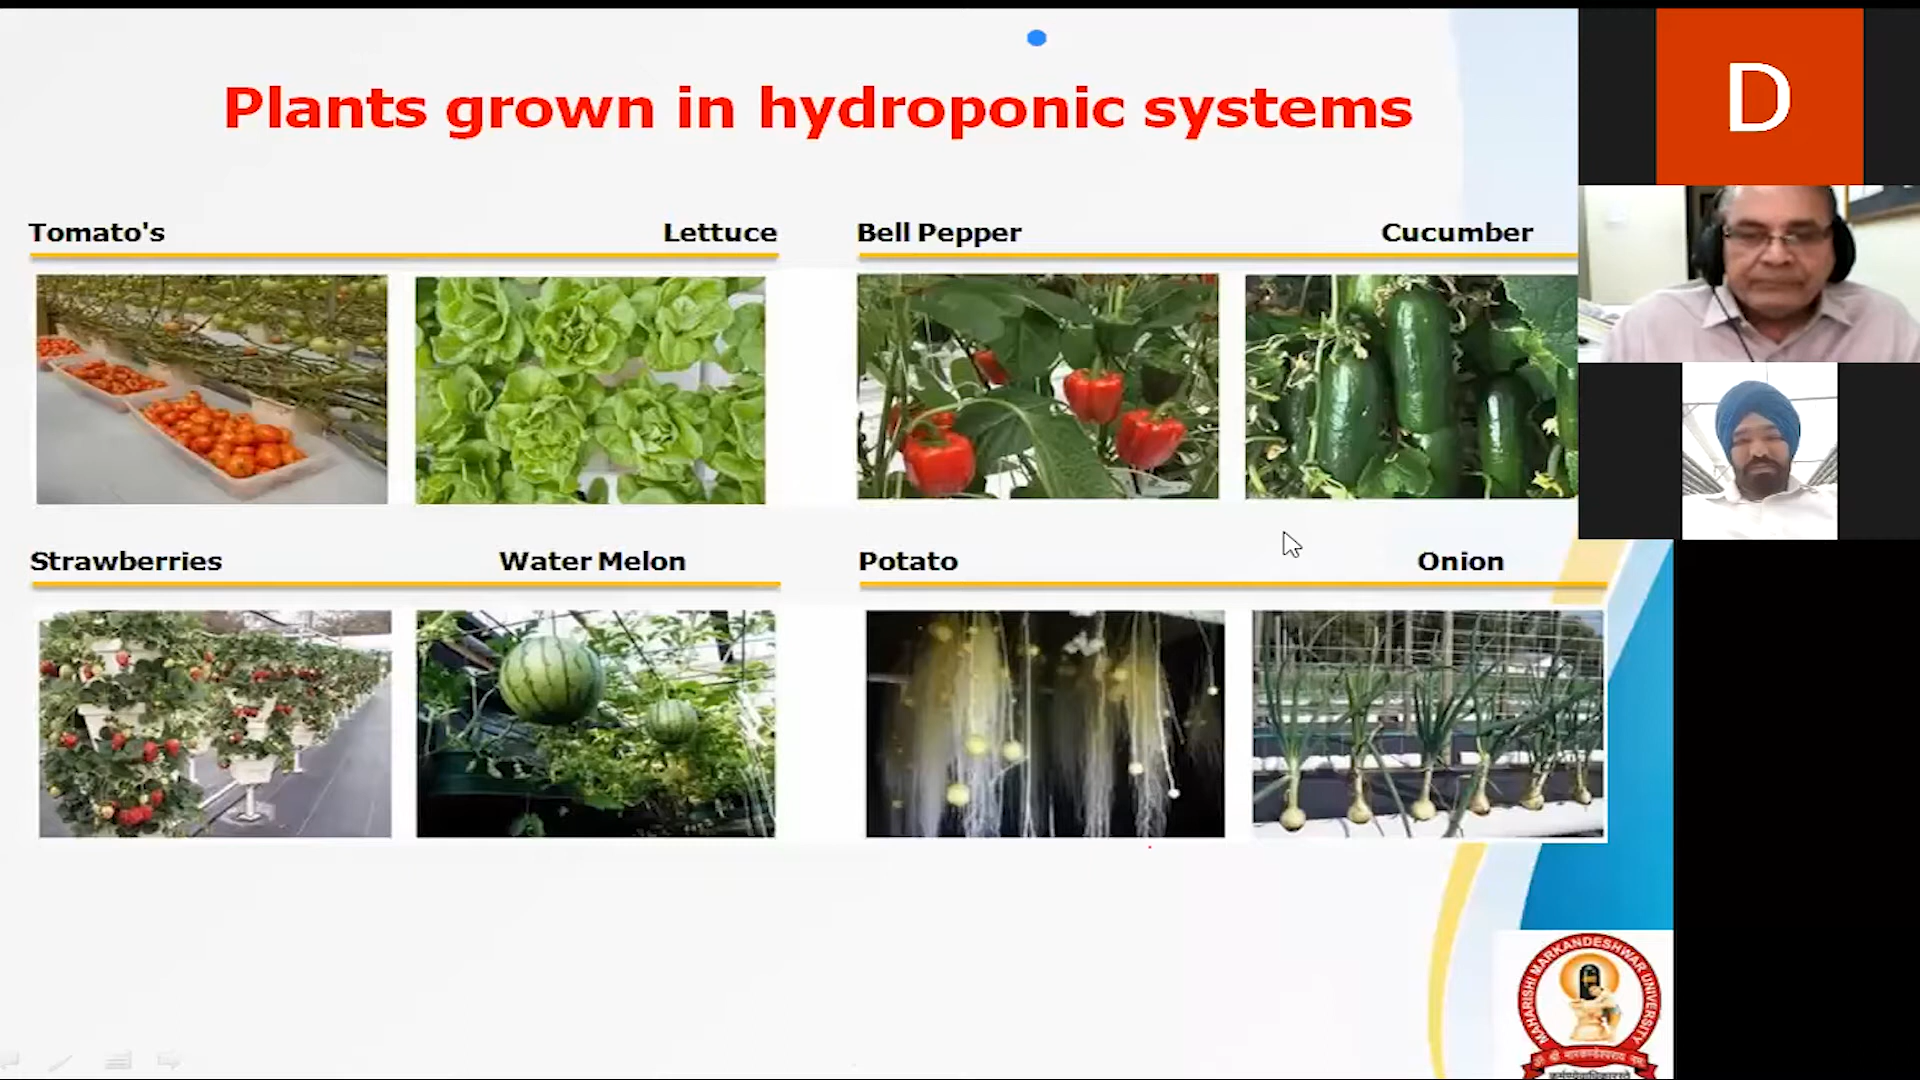 Plants grown in hydroponic systems
D
Tomato's
Lettuce
Bell Pepper
Cucumber
Strawberries
Water Melon
Potato
Onion
MAHARISHI MARKANDESHWAR UNIVERSITY